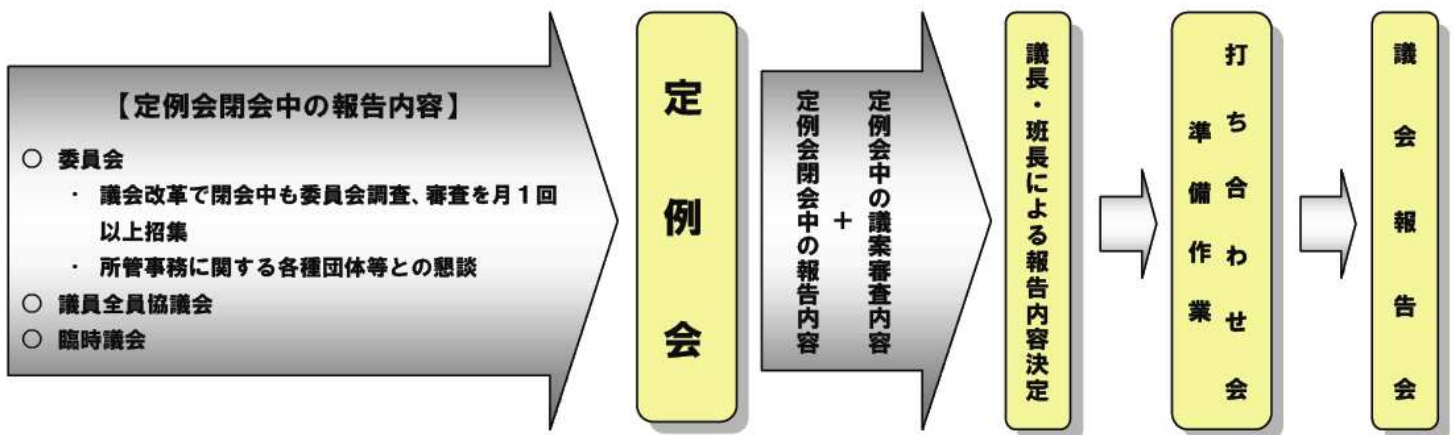 【定例会閉会中の報告内容】
○ 委員会
・ 議会改革で閉会中も委員会調査、審査を月1回
以上招集
・ 所管事務に関する各種団体等との懇談
○ 議員全員協議会
○ 臨時議会
定例会
定例会中の議案審査内容
+
定例会閉会中の報告内容
議長・班長による報告内容決定
打ち合わせ会
準備作業
議会報告会